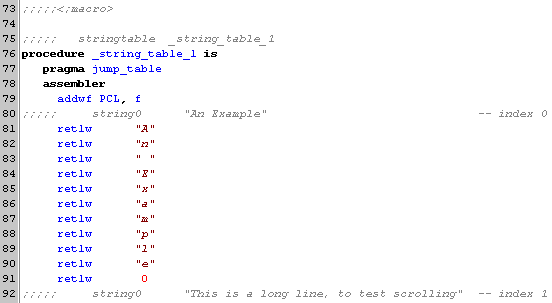 73 ;;;;;<;macro>
74
75 ;;;;;   stringtable  _string_table_1
76 procedure _string_table_1 is
77    pragma jump_table
78    assembler
79      addwf PCL, f
80 ;;;;;     string0      "An Example"                              -- index 0
81      retlw      "A"
82      retlw      "n"
83      retlw      " "
84      retlw      "E"
85      retlw      "x"
86      retlw      "a"
87      retlw      "m"
88      retlw      "p"
89      retlw      "l"
90      retlw      "e"
91      retlw       0
92 ;;;;;     string0      "This is a long line, to test scrolling"  -- index 1